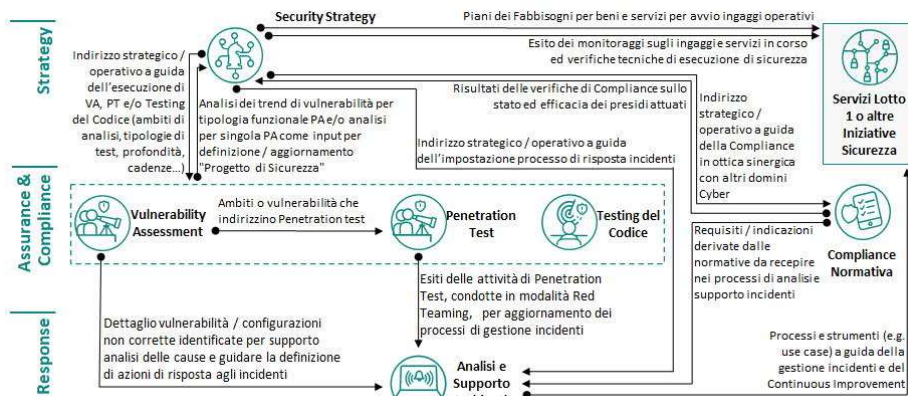 Strategy
Security Strategy
Piani dei Fabbisogni per beni e servizi per avvio ingaggi operativi
Esito dei monitoraggi sugli ingaggi e servizi in corso
ed verifiche tecniche di esecuzione di sicurezza
Indirizzo strategico /
operativo a guida
dell'esecuzione di
VA, PT e/o Testing
del Codice (ambiti di
analisi, tipologie di
test, profondità,
cadenze...)
Analisi dei trend di vulnerabilità per
tipologia funzionale PA e/o analisi
per singola PA come input per
definizione / aggiornamento
"Progetto di Sicurezza"
Risultati delle verifiche di Compliance sullo
stato ed efficacia dei presidi attuati
Indirizzo strategico / operativo a guida
dell'impostazione processo di risposta incidenti
Indirizzo
strategico /
operativo a guida
della Compliance
in ottica sinergica
con altri domini
Cyber
Servizi Lotto
1 o altre
Iniziative
Sicurezza
Assurance &
Compliance
Vulnerability
Assessment
Ambiti o vulnerabilità che
indirizzino Penetration test
Penetration
Test
Testing del
Codice
Requisiti / indicazioni
derivate dalle
normative da recepire
nei processi di analisi e
supporto incidenti
Compliance
Normativa
Response
Dettaglio vulnerabilità / configurazioni
non corrette identificate per supporto
analisi delle cause e guidare la definizione
di azioni di risposta agli incidenti
Esiti delle attività di Penetration
Test, condotte in modalità Red
Teaming, per aggiornamento dei
processi di gestione incidenti
Analisi e
Supporto
Processi e strumenti (e.g.
use case) a guida della
gestione incidenti e del
Continuous Improvement